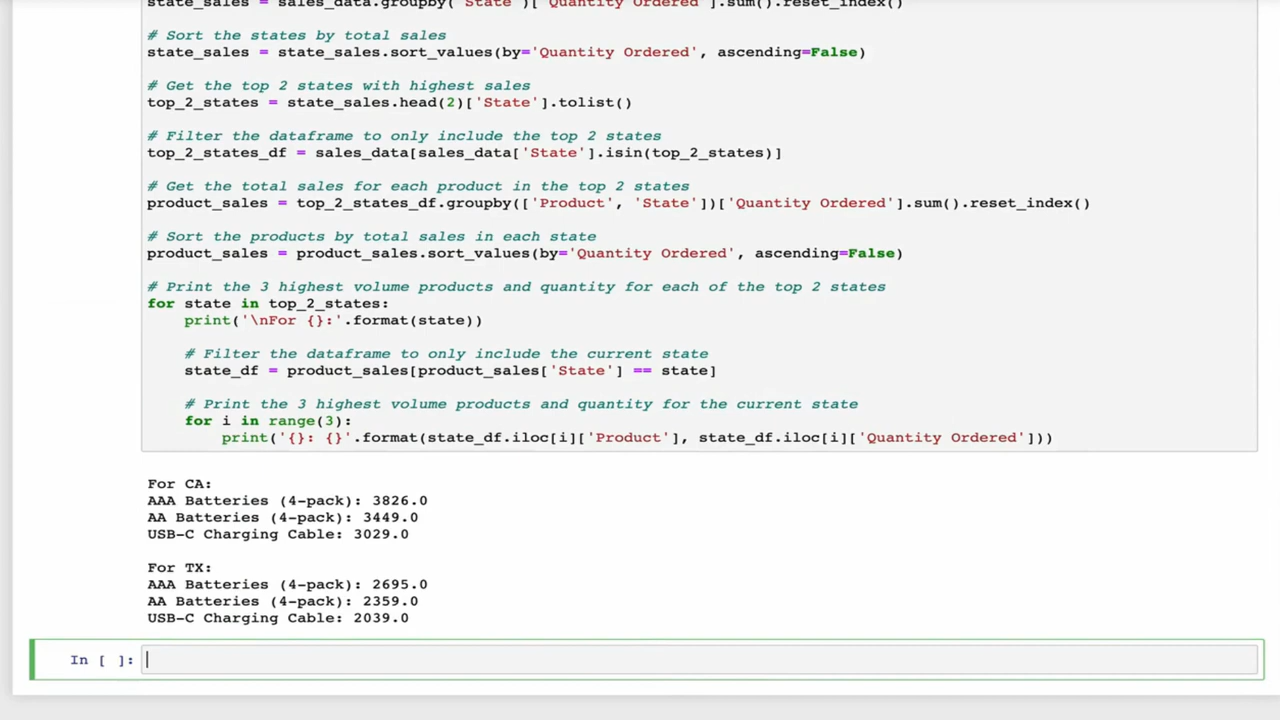 state_sales = sales_data.groupby('State')['Quantity Ordered'].sum().reset_index()
# Sort the states by total sales
state_sales = state_sales.sort_values(by='Quantity Ordered', ascending=False)
# Get the top 2 states with highest sales
top_2_states = state_sales.head(2)['State'].tolist()
# Filter the dataframe to only include the top 2 states
top_2_states_df = sales_data[sales_data['State'].isin(top_2_states)]
# Get the total sales for each product in the top 2 states
product_sales = top_2_states_df.groupby(['Product', 'State'])['Quantity Ordered'].sum().reset_index()
# Sort the products by total sales in each state
product_sales = product_sales.sort_values(by='Quantity Ordered', ascending=False)
# Print the 3 highest volume products and quantity for each of the top 2 states
for state in top_2_states:
    print('\nFor {}:'.format(state))
    # Filter the dataframe to only include the current state
    state_df = product_sales[product_sales['State'] == state]
    # Print the 3 highest volume products and quantity for the current state
    for i in range(3):
        print('{}: {}'.format(state_df.iloc[i]['Product'], state_df.iloc[i]['Quantity Ordered']))
For CA:
AAA Batteries (4-pack): 3826.0
AA Batteries (4-pack): 3449.0
USB-C Charging Cable: 3029.0
For TX:
AAA Batteries (4-pack): 2695.0
AA Batteries (4-pack): 2359.0
USB-C Charging Cable: 2039.0
In [ ]: